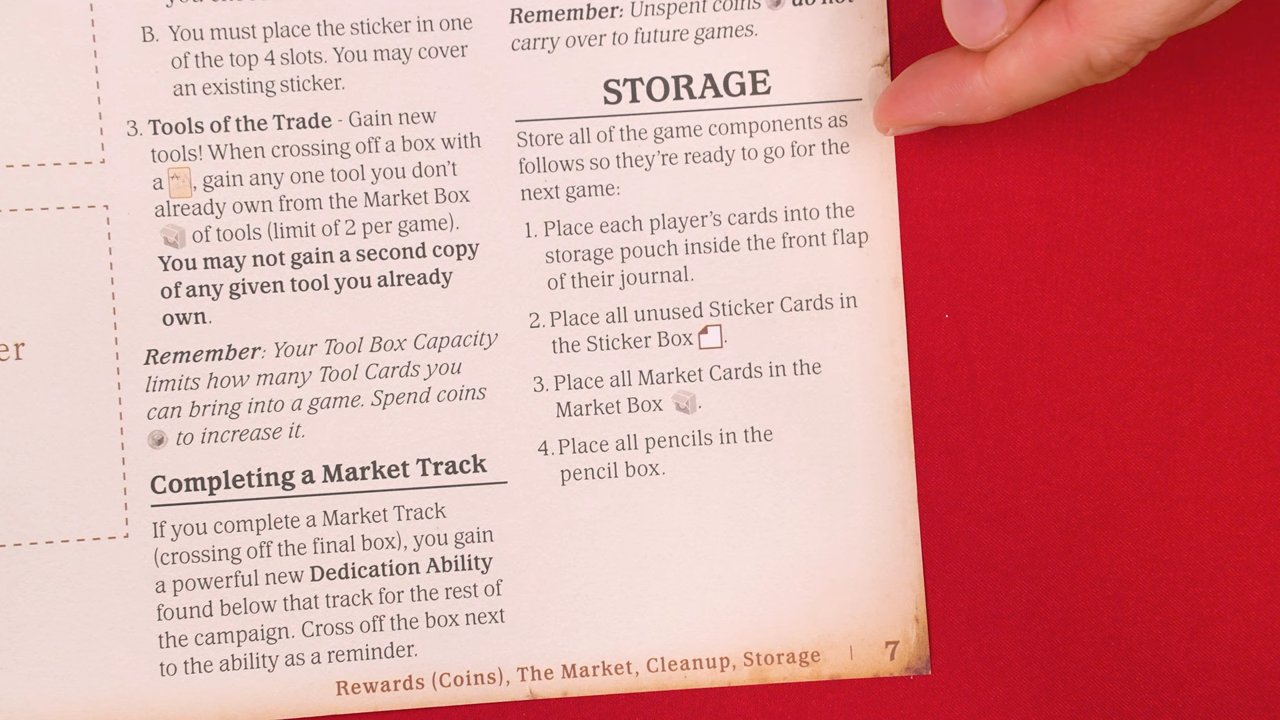 B. You must place the sticker in one
of the top 4 slots. You may cover
an existing sticker.
3. Tools of the Trade - Gain new
tools! When crossing off a box with
a , gain any one tool you don't
already own from the Market Box
of tools (limit of 2 per game).
You may not gain a second copy
of any given tool you already
own.
Remember: Your Tool Box Capacity
limits how many Tool Cards you
can bring into a game. Spend coins
to increase it.
Completing a Market Track
If you complete a Market Track
(crossing off the final box), you gain
a powerful new Dedication Ability
found below that track for the rest of
the campaign. Cross off the box next
to the ability as a reminder.
Remember: Unspent coins do not
carry over to future games.
STORAGE
Store all of the game components as
follows so they're ready to go for the
next game:
1. Place each player's cards into the
storage pouch inside the front flap
of their journal.
2. Place all unused Sticker Cards in
the Sticker Box .
3. Place all Market Cards in the
Market Box .
4. Place all pencils in the
pencil box.
Rewards (Coins), The Market, Cleanup, Storage | 7